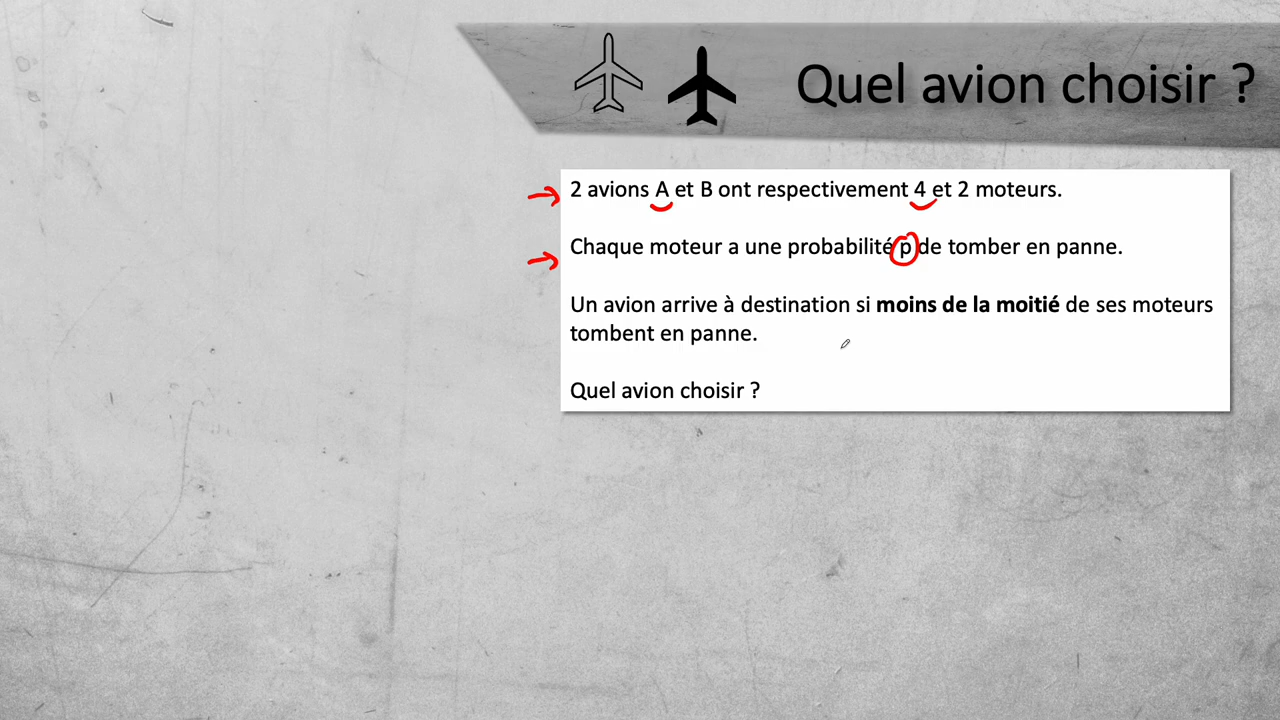 Quel avion choisir ?
2 avions A et B ont respectivement 4 et 2 moteurs.
Chaque moteur a une probabilité p de tomber en panne.
Un avion arrive à destination si moins de la moitié de ses moteurs
tombent en panne.
Quel avion choisir ?